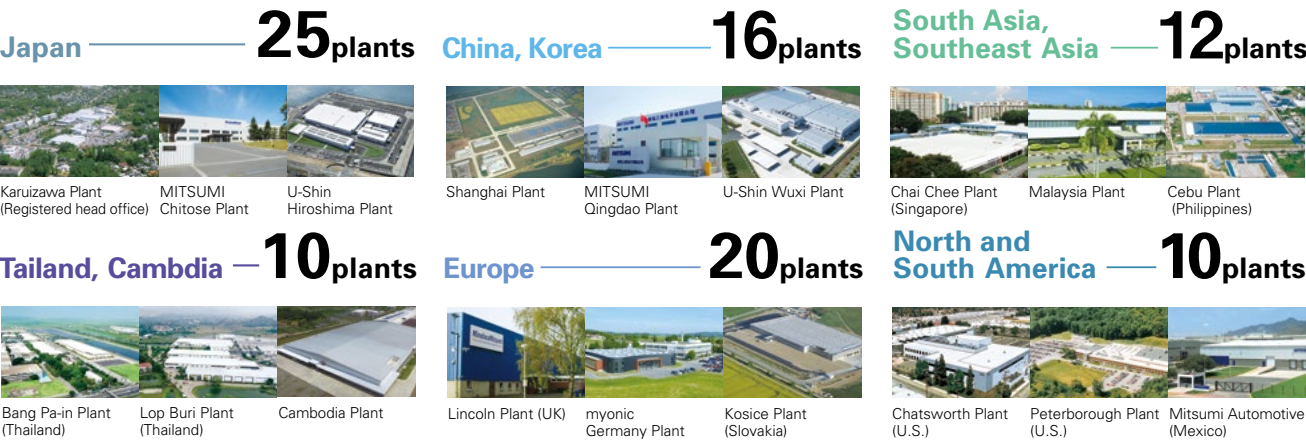 Japan 25plants
Karuizawa Plant
(Registered head office)
MITSUMI
Chitose Plant
U-Shin
Hiroshima Plant
China, Korea 16plants
Shanghai Plant
MITSUMI
Qingdao Plant
U-Shin Wuxi Plant
South Asia,
Southeast Asia 12plants
Chai Chee Plant
(Singapore)
Malaysia Plant
Cebu Plant
(Philippines)
Tailand, Cambdia 10plants
Bang Pa-in Plant
(Thailand)
Lop Buri Plant
(Thailand)
Cambodia Plant
Europe 20plants
Lincoln Plant (UK)
myonic
Germany Plant
Kosice Plant
(Slovakia)
North and
South America 10plants
Chatsworth Plant
(U.S.)
Peterborough Plant
(U.S.)
Mitsumi Automotive
(Mexico)